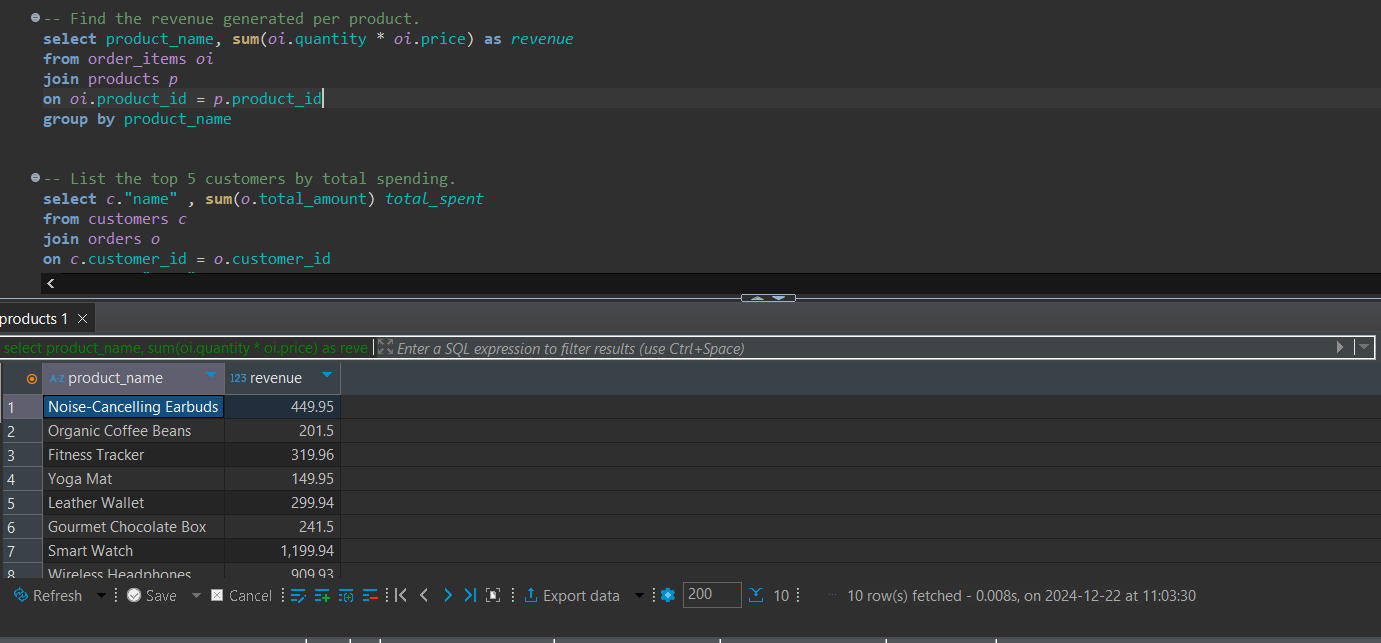 -- Find the revenue generated per product.
select product_name, sum(oi.quantity * oi.price) as revenue
from order_items oi
join products p
on oi.product_id = p.product_id
group by product_name
-- List the top 5 customers by total spending.
select c."name" , sum(o.total_amount) total_spent
from customers c
join orders o
on c.customer_id = o.customer_id
products 1
select product_name, sum(oi.quantity * oi.price) as reve
Enter a SQL expression to filter results (use Ctrl+Space)
A-Z product_name 123 revenue
1 Noise-Cancelling Earbuds 449.95
2 Organic Coffee Beans 201.5
3 Fitness Tracker 319.96
4 Yoga Mat 149.95
5 Leather Wallet 299.94
6 Gourmet Chocolate Box 241.5
7 Smart Watch 1,199.94
8 Wireless Headphones 909.93
Refresh Save Cancel Export data 200 10 10 row(s) fetched - 0.008s, on 2024-12-22 at 11:03:30